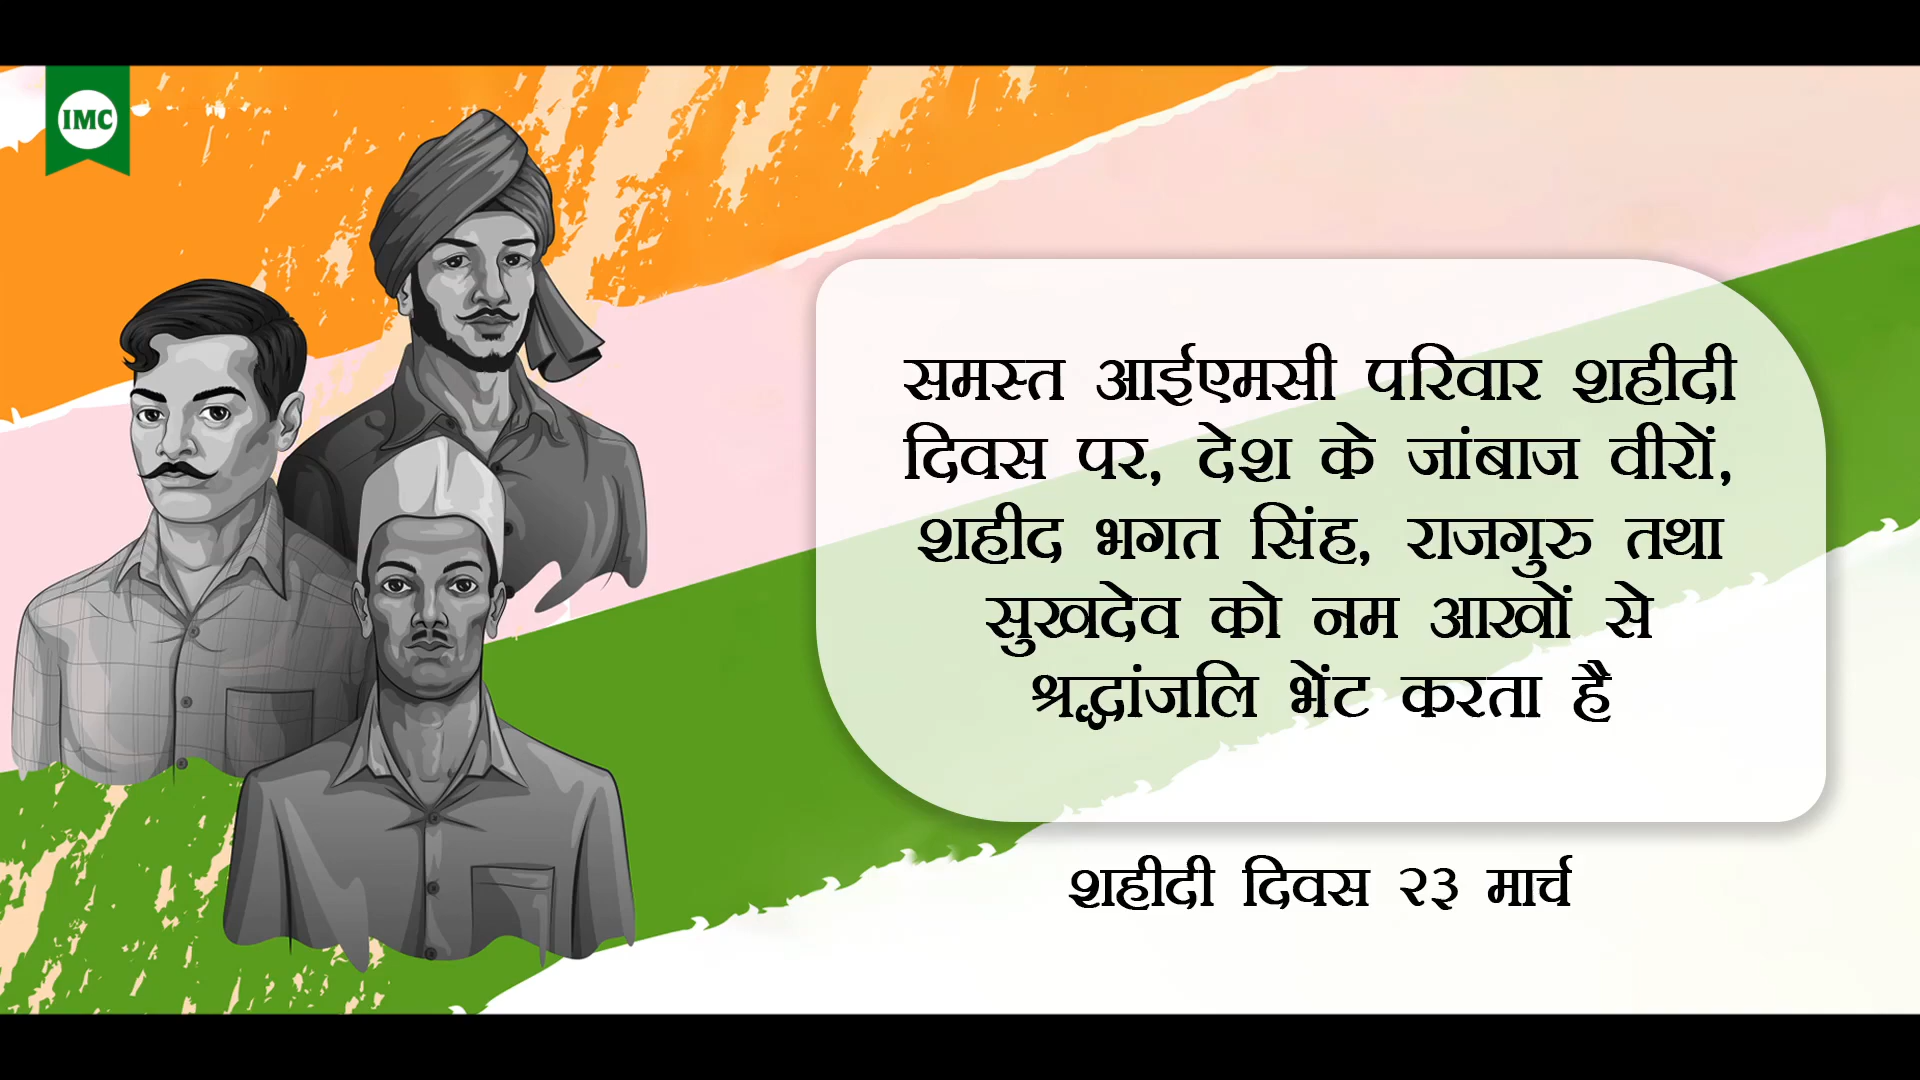 IMC
समस्त आईएमसी परिवार शहीदी
दिवस पर, देश के जांबाज वीरों,
शहीद भगत सिंह, राजगुरु तथा
सुखदेव को नम आखों से
श्रद्धांजलि भेंट करता है
शहीदी दिवस २३ मार्च